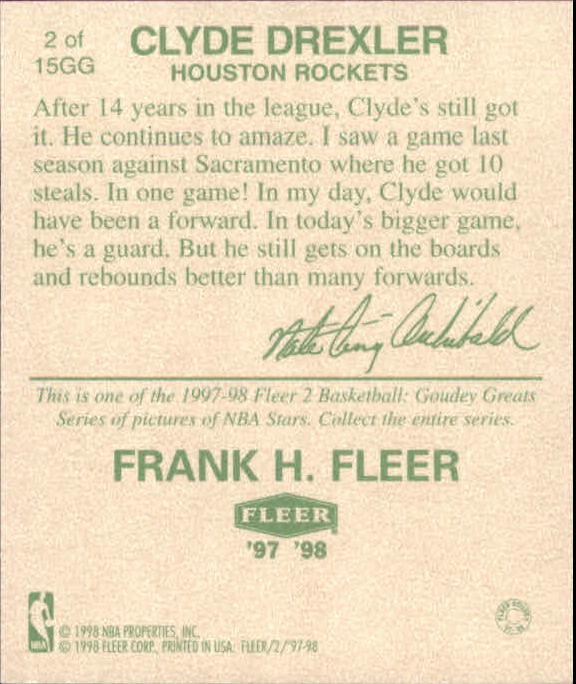 2 of
15GG
CLYDE DREXLER
HOUSTON ROCKETS
After 14 years in the league, Clyde's still got
it. He continues to amaze. I saw a game last
season against Sacramento where he got 10
steals. In one game! In my day, Clyde would
have been a forward. In today's bigger game,
he's a guard. But he still gets on the boards
and rebounds better than many forwards.
Nate Tiny Archibald
This is one of the 1997-98 Fleer 2 Basketball: Goudey Greats
Series of pictures of NBA Stars. Collect the entire series.
FRANK H. FLEER
FLEER
'97 '98
NBA
© 1998 NBA PROPERTIES, INC.
© 1998 FLEER CORP., PRINTED IN USA. FLEER/2/'97-98